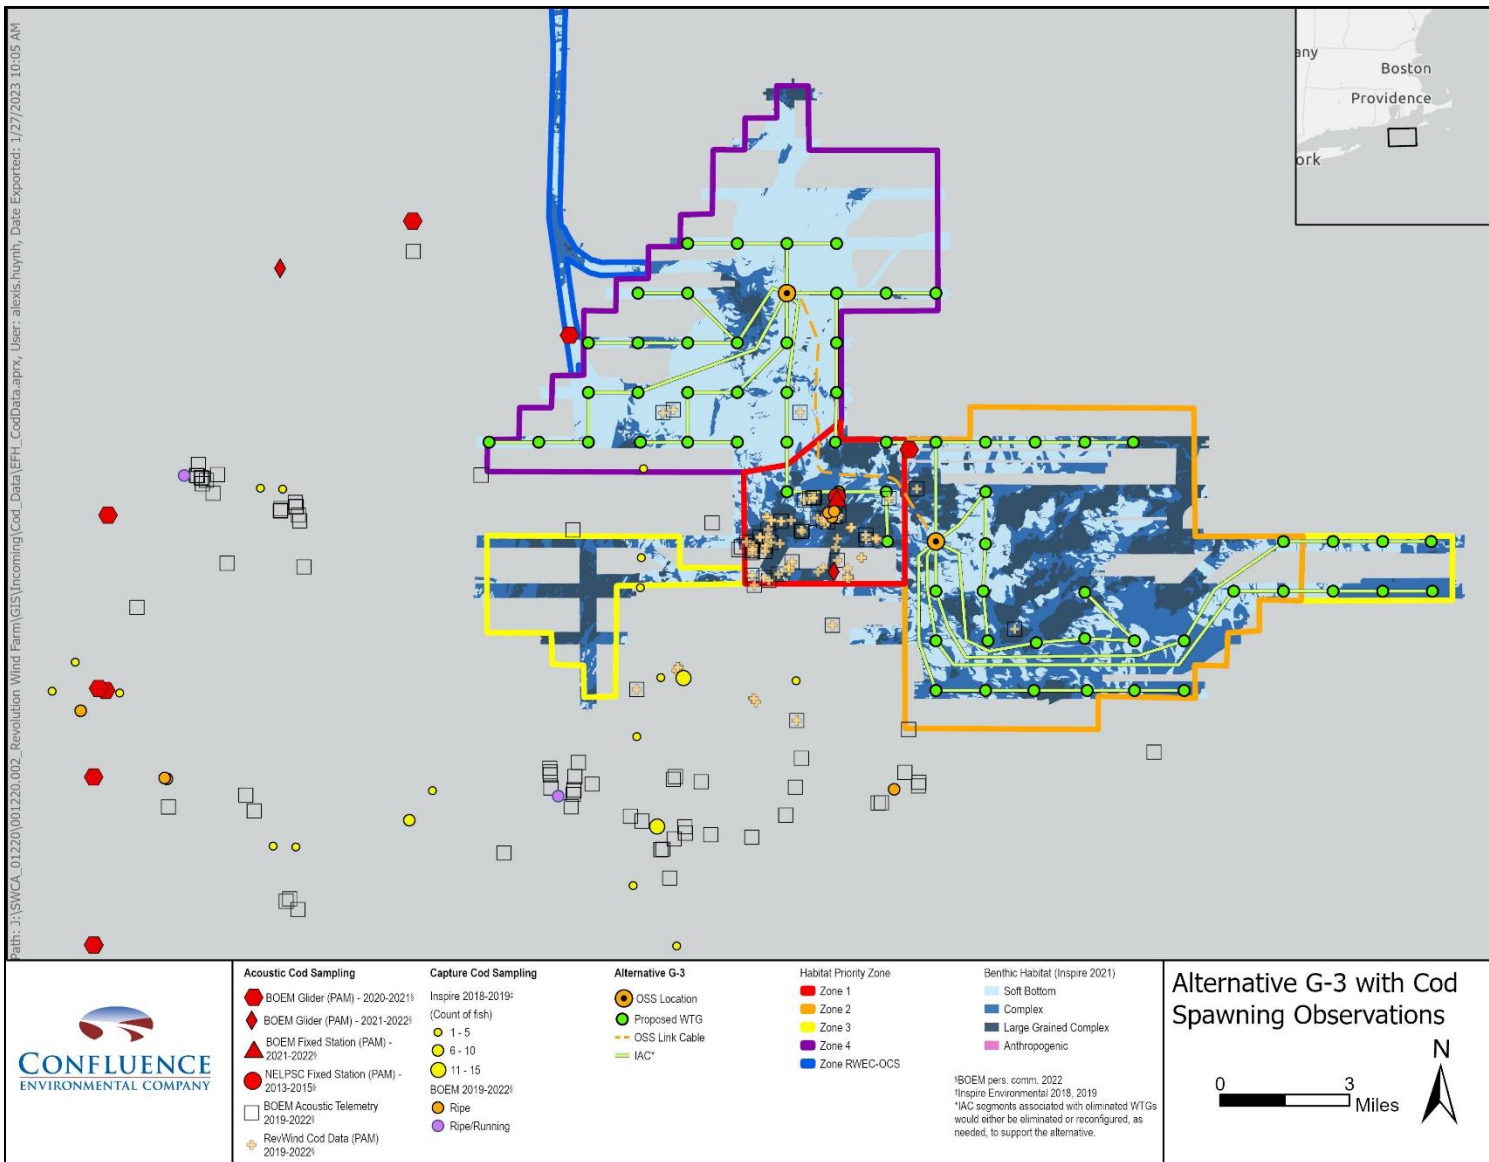 Path: J:\SWCA_01220\001220.002_Revolution Wind Farm\GIS\Incoming\Cod_Data\EFH_CodData.aprx, User: alexis.huynh, Date Exported: 1/27/2023 10:05 AM
any
Boston
Providence
ork
CONFLUENCE
ENVIRONMENTAL COMPANY
Acoustic Cod Sampling
BOEM Glider (PAM) - 2020-2021§
BOEM Glider (PAM) - 2021-2022§
BOEM Fixed Station (PAM) -
2021-2022§
NELPSC Fixed Station (PAM) -
2013-2015§
BOEM Acoustic Telemetry
2019-2022§
RevWind Cod Data (PAM)
2019-2022§
Capture Cod Sampling
Inspire 2018-2019‡
(Count of fish)
1 - 5
6 - 10
11 - 15
BOEM 2019-2022§
Ripe
Ripe/Running
Alternative G-3
OSS Location
Proposed WTG
OSS Link Cable
IAC*
Habitat Priority Zone
Zone 1
Zone 2
Zone 3
Zone 4
Zone RWEC-OCS
Benthic Habitat (Inspire 2021)
Soft Bottom
Complex
Large Grained Complex
Anthropogenic
§BOEM pers. comm. 2022
‡Inspire Environmental 2018, 2019
*IAC segments associated with eliminated WTGs
would either be eliminated or reconfigured, as
needed, to support the alternative.
Alternative G-3 with Cod
Spawning Observations
N
0 3
Miles